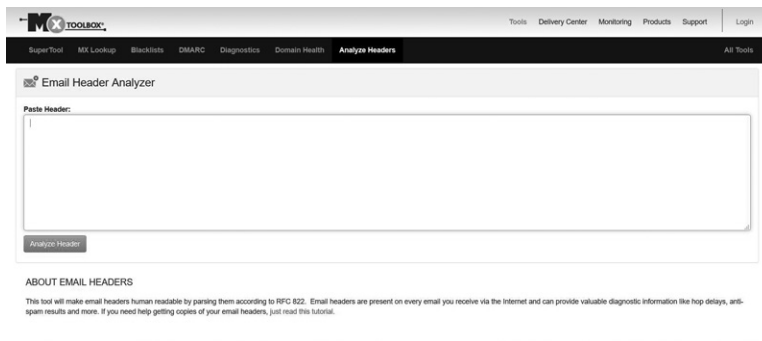 MX TOOLBOX®
Tools Delivery Center Monitoring Products Support Login
SuperTool MX Lookup Blacklists DMARC Diagnostics Domain Health Analyze Headers All Tools
Email Header Analyzer
Paste Header:
Analyze Header
ABOUT EMAIL HEADERS
This tool will make email headers human readable by parsing them according to RFC 822. Email headers are present on every email you receive via the Internet and can provide valuable diagnostic information like hop delays, anti-
spam results and more. If you need help getting copies of your email headers, just read this tutorial.